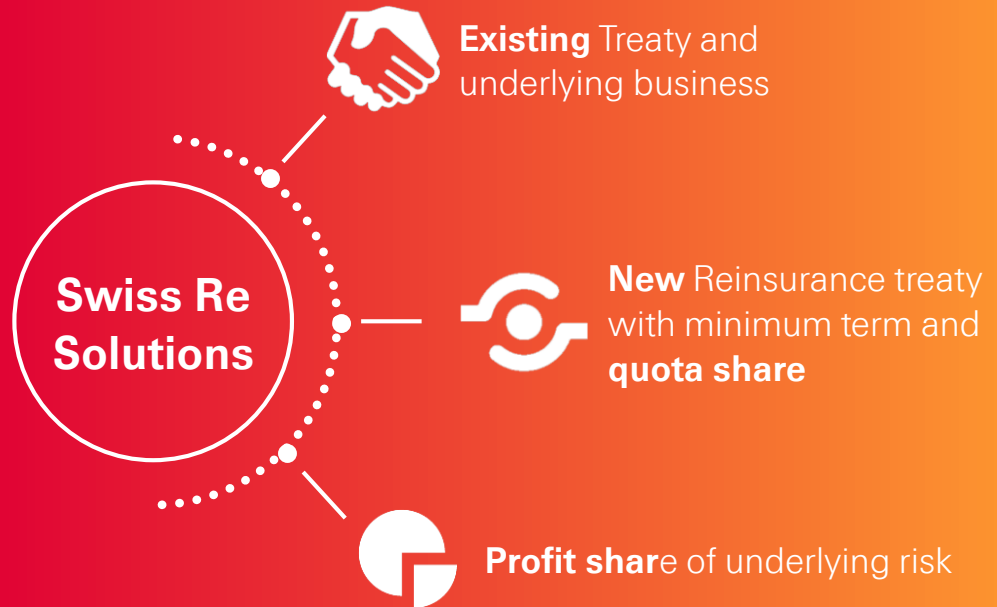 Existing Treaty and
underlying business
Swiss Re
Solutions
New Reinsurance treaty
with minimum term and
quota share
Profit share of underlying risk